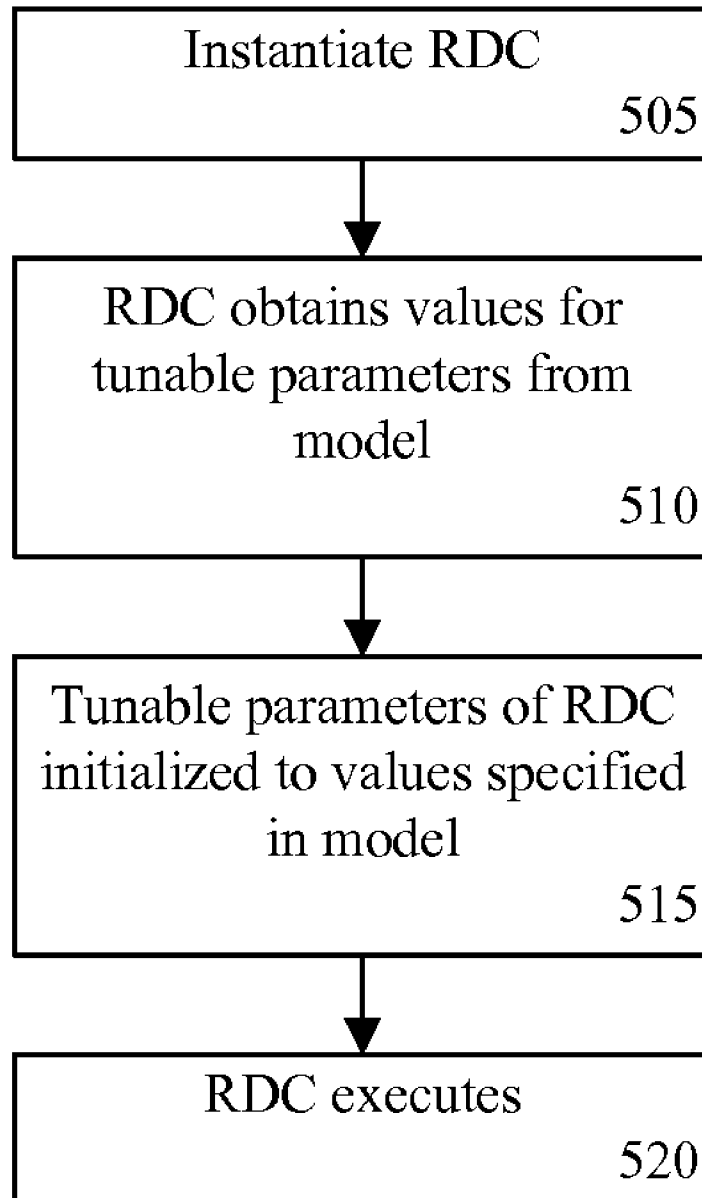 Instantiate RDC
505
RDC obtains values for
tunable parameters from
model
510
Tunable parameters of RDC
initialized to values specified
in model
515
RDC executes
520